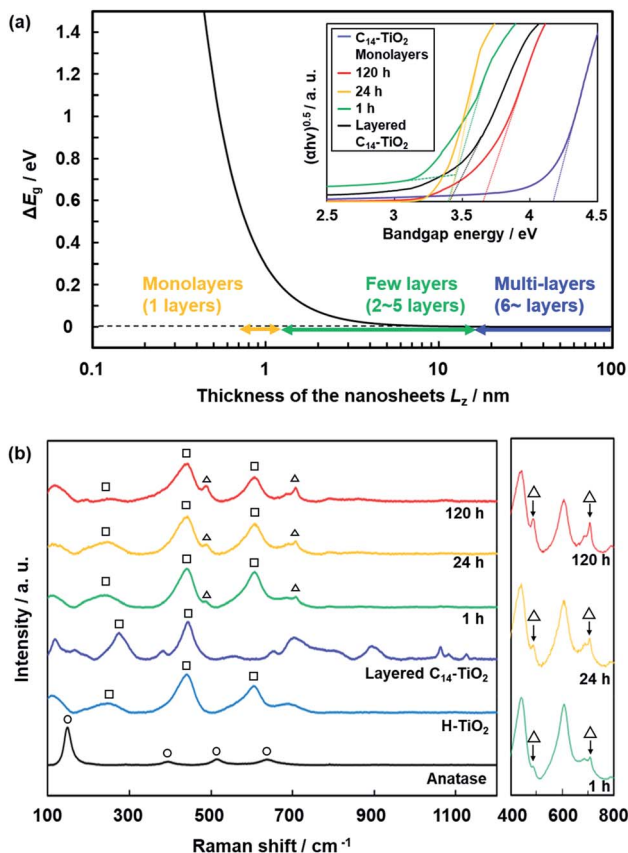 (a)
1.4
1.2
1.0
0.8
0.6
0.4
0.2
0
ΔEg / eV
0.1
1
10
100
Thickness of the nanosheets Lz / nm
Monolayers
(1 layers)
Few layers
(2~5 layers)
Multi-layers
(6~ layers)
C14-TiO2
Monolayers
120 h
24 h
1 h
Layered
C14-TiO2
(αhν)^0.5 / a. u.
2.5
3
3.5
4
4.5
Bandgap energy / eV
(b)
Intensity / a. u.
120 h
24 h
1 h
Layered C14-TiO2
H-TiO2
Anatase
100
300
500
700
900
1100
Raman shift / cm-1
120 h
24 h
1 h
400
600
800